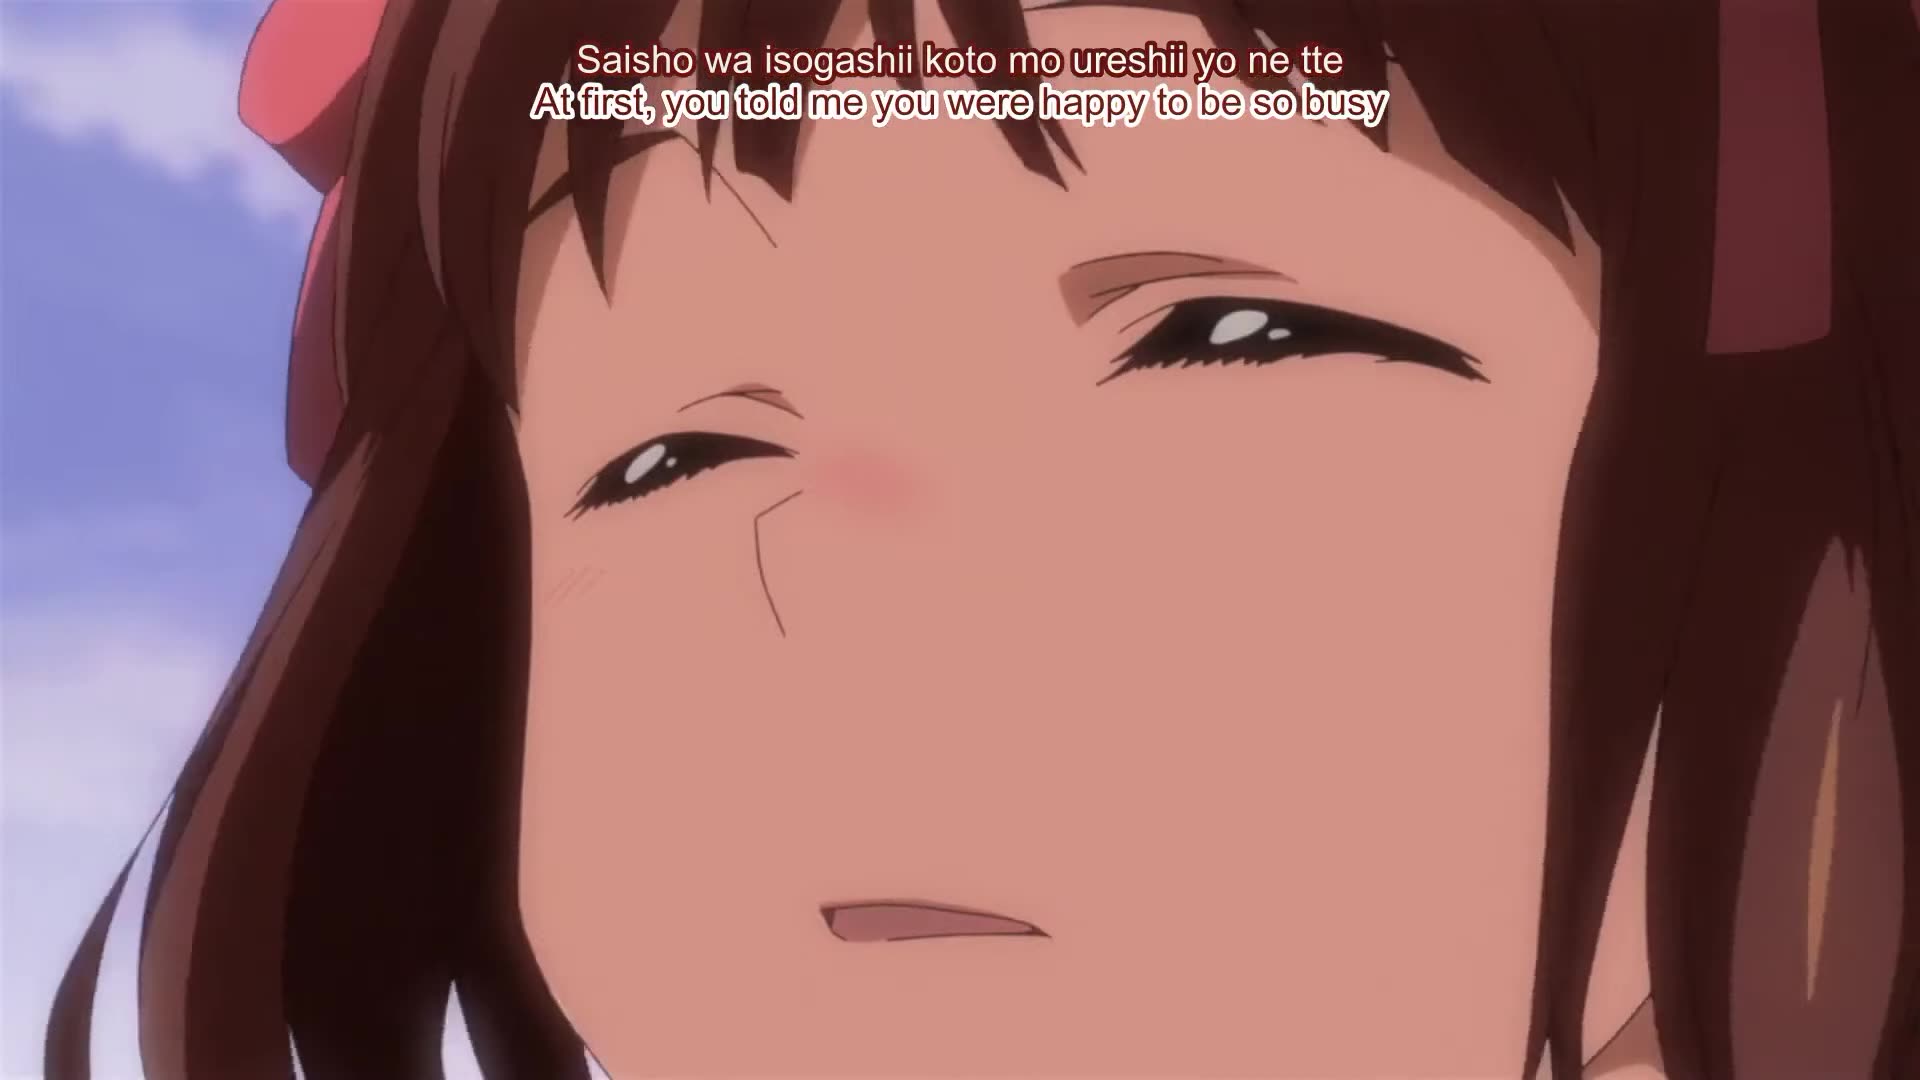 Saisho wa isogashii koto mo ureshii yo ne tte
At first, you told me you were happy to be so busy